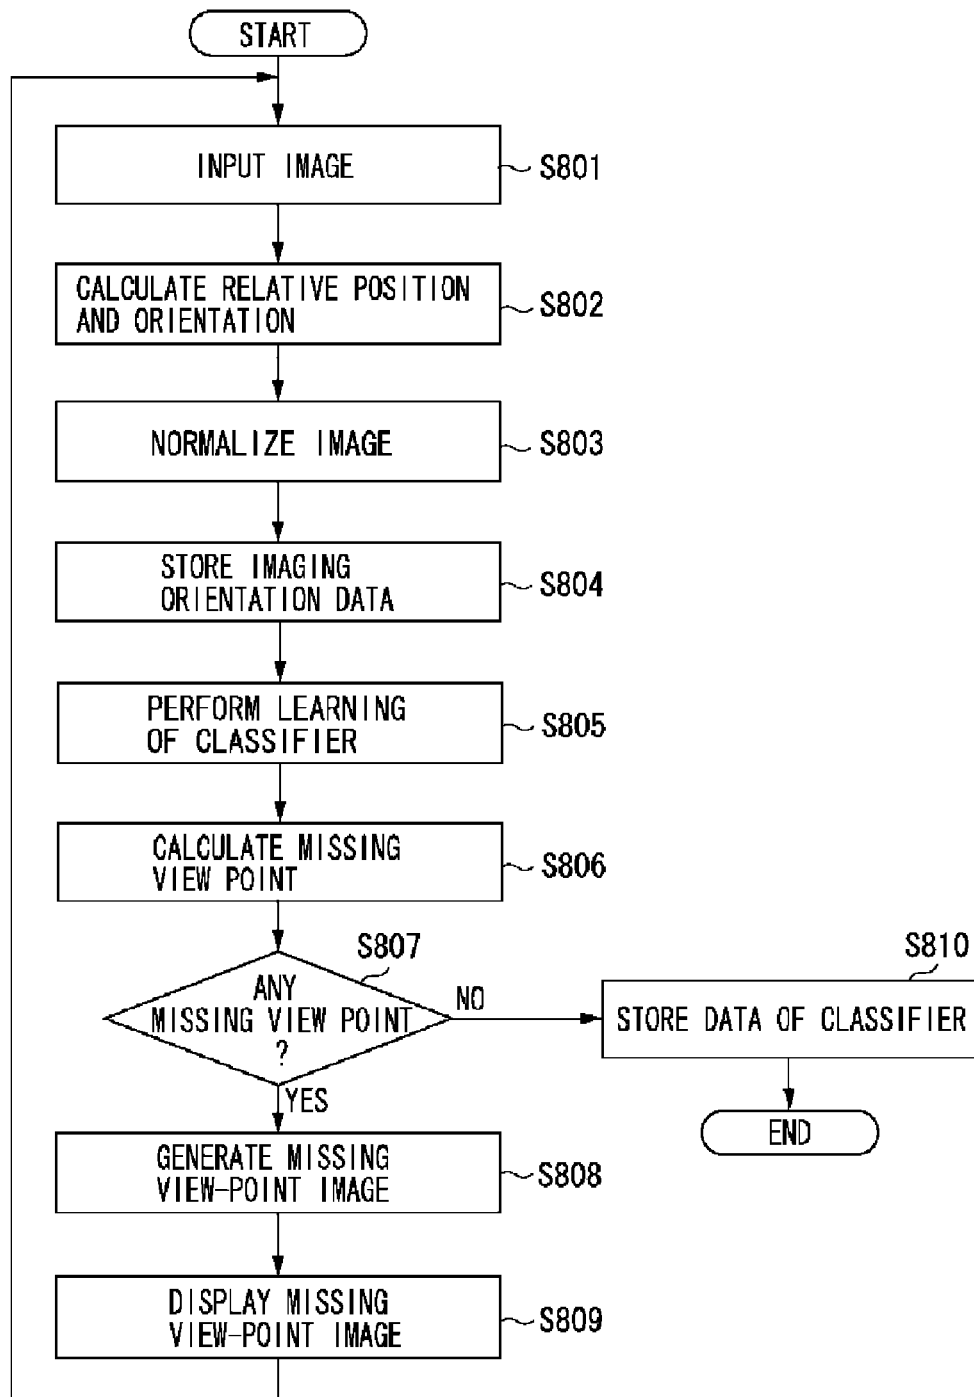 START
INPUT IMAGE
S801
CALCULATE RELATIVE POSITION
AND ORIENTATION
S802
NORMALIZE IMAGE
S803
STORE IMAGING
ORIENTATION DATA
S804
PERFORM LEARNING
OF CLASSIFIER
S805
CALCULATE MISSING
VIEW POINT
S806
S807
ANY
MISSING VIEW POINT
?
NO
YES
S810
STORE DATA OF CLASSIFIER
END
GENERATE MISSING
VIEW-POINT IMAGE
S808
DISPLAY MISSING
VIEW-POINT IMAGE
S809